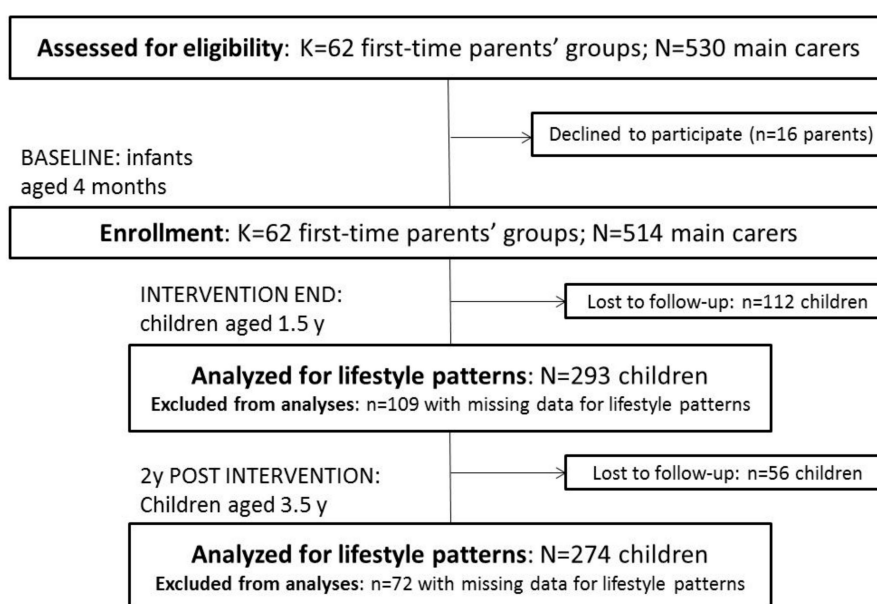 Assessed for eligibility: K=62 first-time parents’ groups; N=530 main carers
Declined to participate (n=16 parents)
BASELINE: infants
aged 4 months
Enrollment: K=62 first-time parents’ groups; N=514 main carers
INTERVENTION END:
children aged 1.5 y
Lost to follow-up: n=112 children
Analyzed for lifestyle patterns: N=293 children
Excluded from analyses: n=109 with missing data for lifestyle patterns
2y POST INTERVENTION:
Children aged 3.5 y
Lost to follow-up: n=56 children
Analyzed for lifestyle patterns: N=274 children
Excluded from analyses: n=72 with missing data for lifestyle patterns